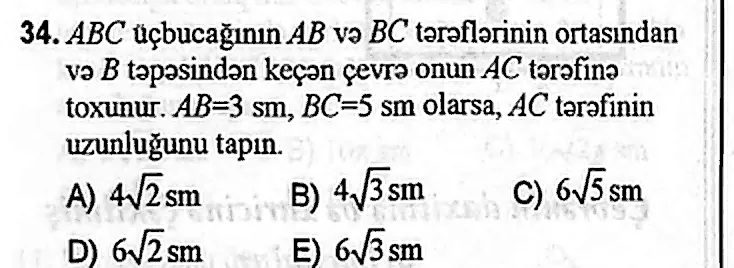 34. ABC üçbucağının AB və BC tərəflərinin ortasından
və B təpəsindən keçən çevrə onun AC tərəfinə
toxunur. AB=3 sm, BC=5 sm olarsa, AC tərəfinin
uzunluğunu tapın.
A) 4√2 sm B) 4√3 sm C) 6√5 sm
D) 6√2 sm E) 6√3 sm